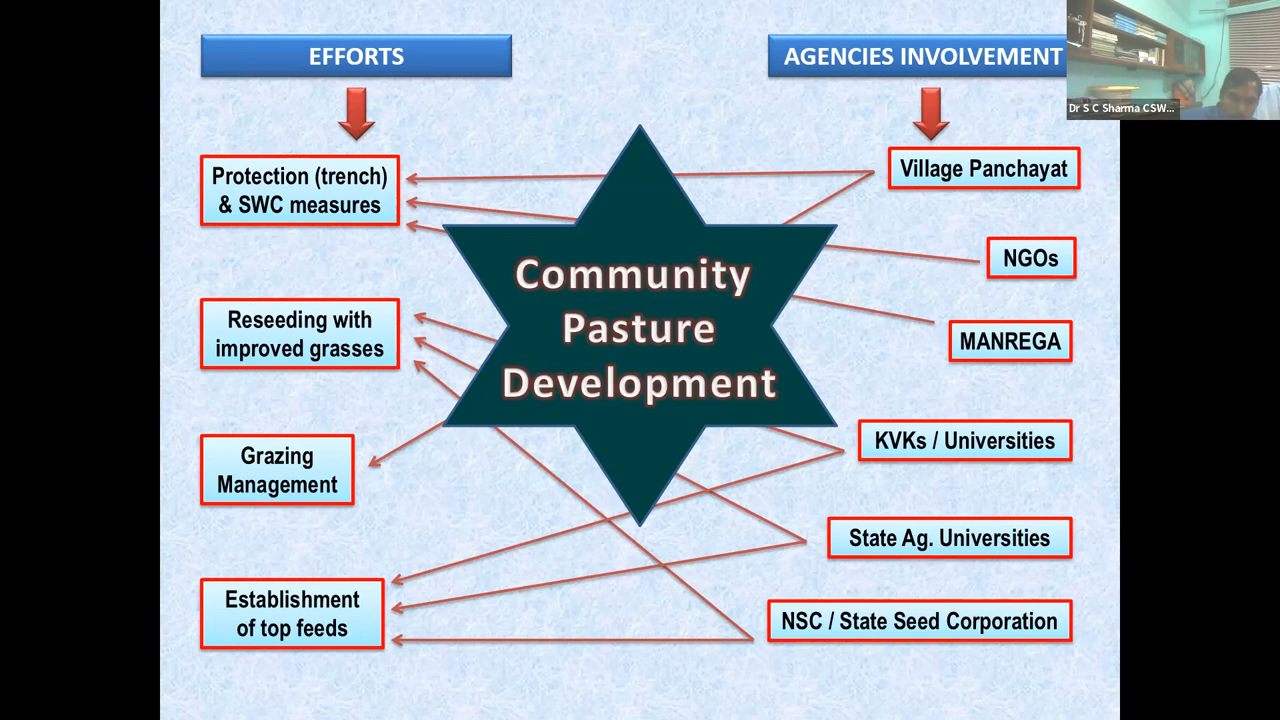 EFFORTS
AGENCIES INVOLVEMENT
Dr S C Sharma CSW...
Protection (trench)
& SWC measures
Village Panchayat
NGOs
Community
Pasture
Development
Reseeding with
improved grasses
MANREGA
Grazing
Management
KVKs / Universities
State Ag. Universities
Establishment
of top feeds
NSC / State Seed Corporation